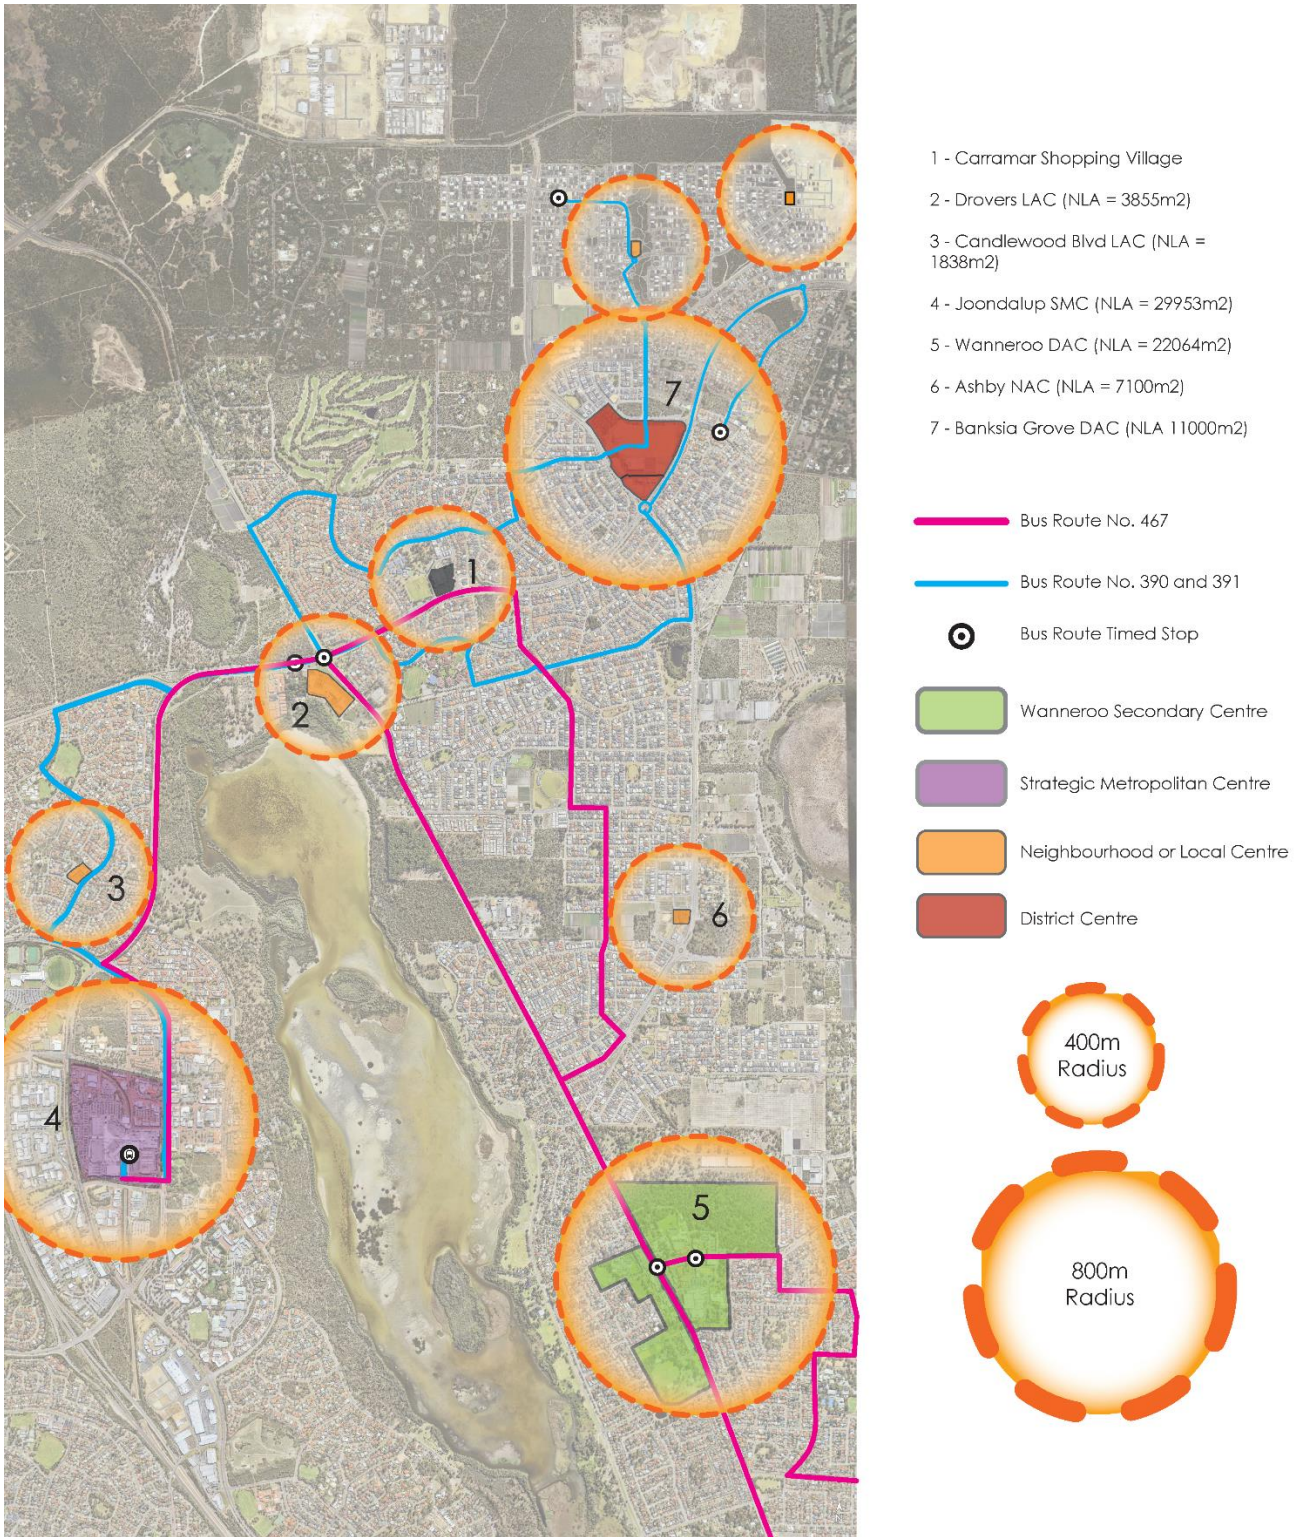 1 - Carramar Shopping Village
2 - Drovers LAC (NLA = 3855m2)
3 - Candlewood Blvd LAC (NLA =
1838m2)
4 - Joondalup SMC (NLA = 29953m2)
5 - Wanneroo DAC (NLA = 22064m2)
6 - Ashby NAC (NLA = 7100m2)
7 - Banksia Grove DAC (NLA 11000m2)
Bus Route No. 467
Bus Route No. 390 and 391
Bus Route Timed Stop
Wanneroo Secondary Centre
Strategic Metropolitan Centre
Neighbourhood or Local Centre
District Centre
400m
Radius
800m
Radius
7
1
2
3
6
4
5